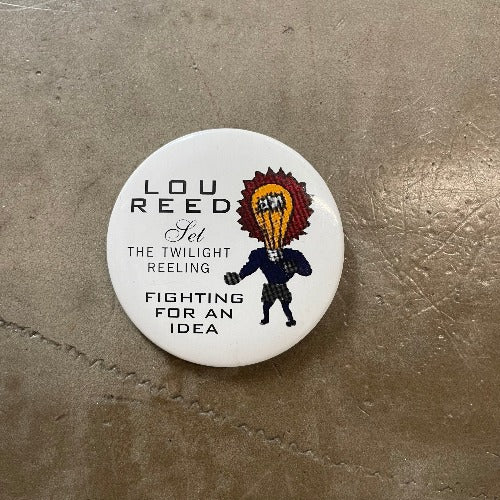 LOU
REED
Set
THE TWILIGHT
REELING
FIGHTING
FOR AN
IDEA